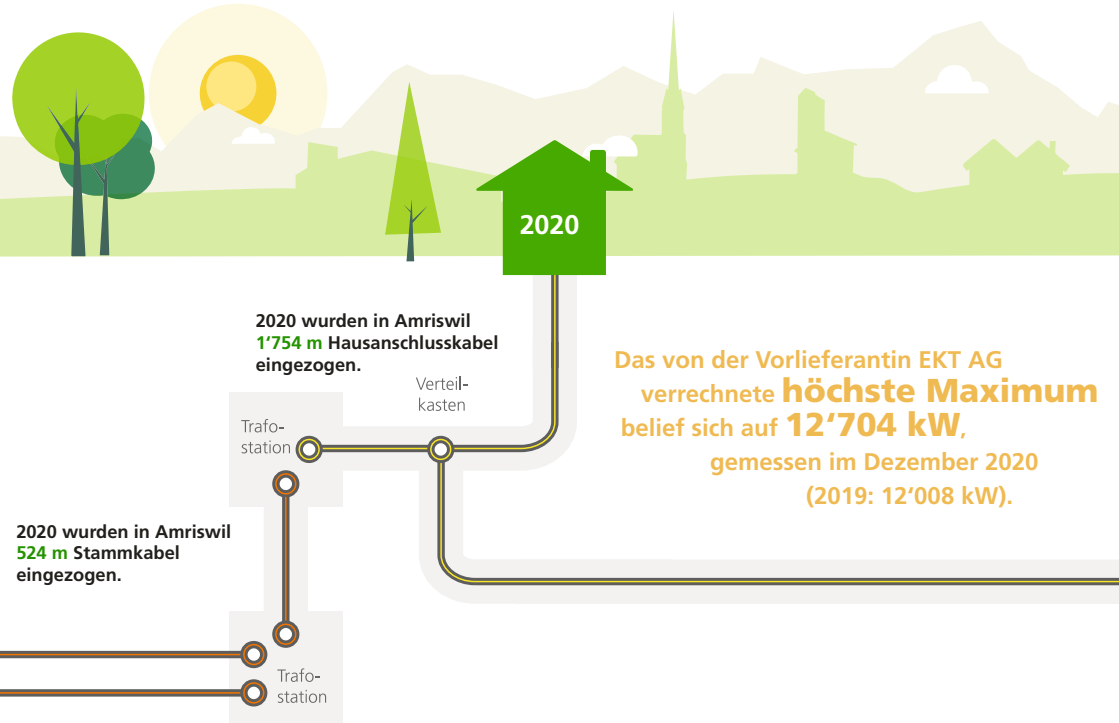 2020
2020 wurden in Amriswil
1‘754 m Hausanschlusskabel
eingezogen.
Verteil-
kasten
Trafo-
station
Das von der Vorlieferantin EKT AG
verrechnete höchste Maximum
belief sich auf 12‘704 kW,
gemessen im Dezember 2020
(2019: 12‘008 kW).
2020 wurden in Amriswil
524 m Stammkabel
eingezogen.
Trafo-
station